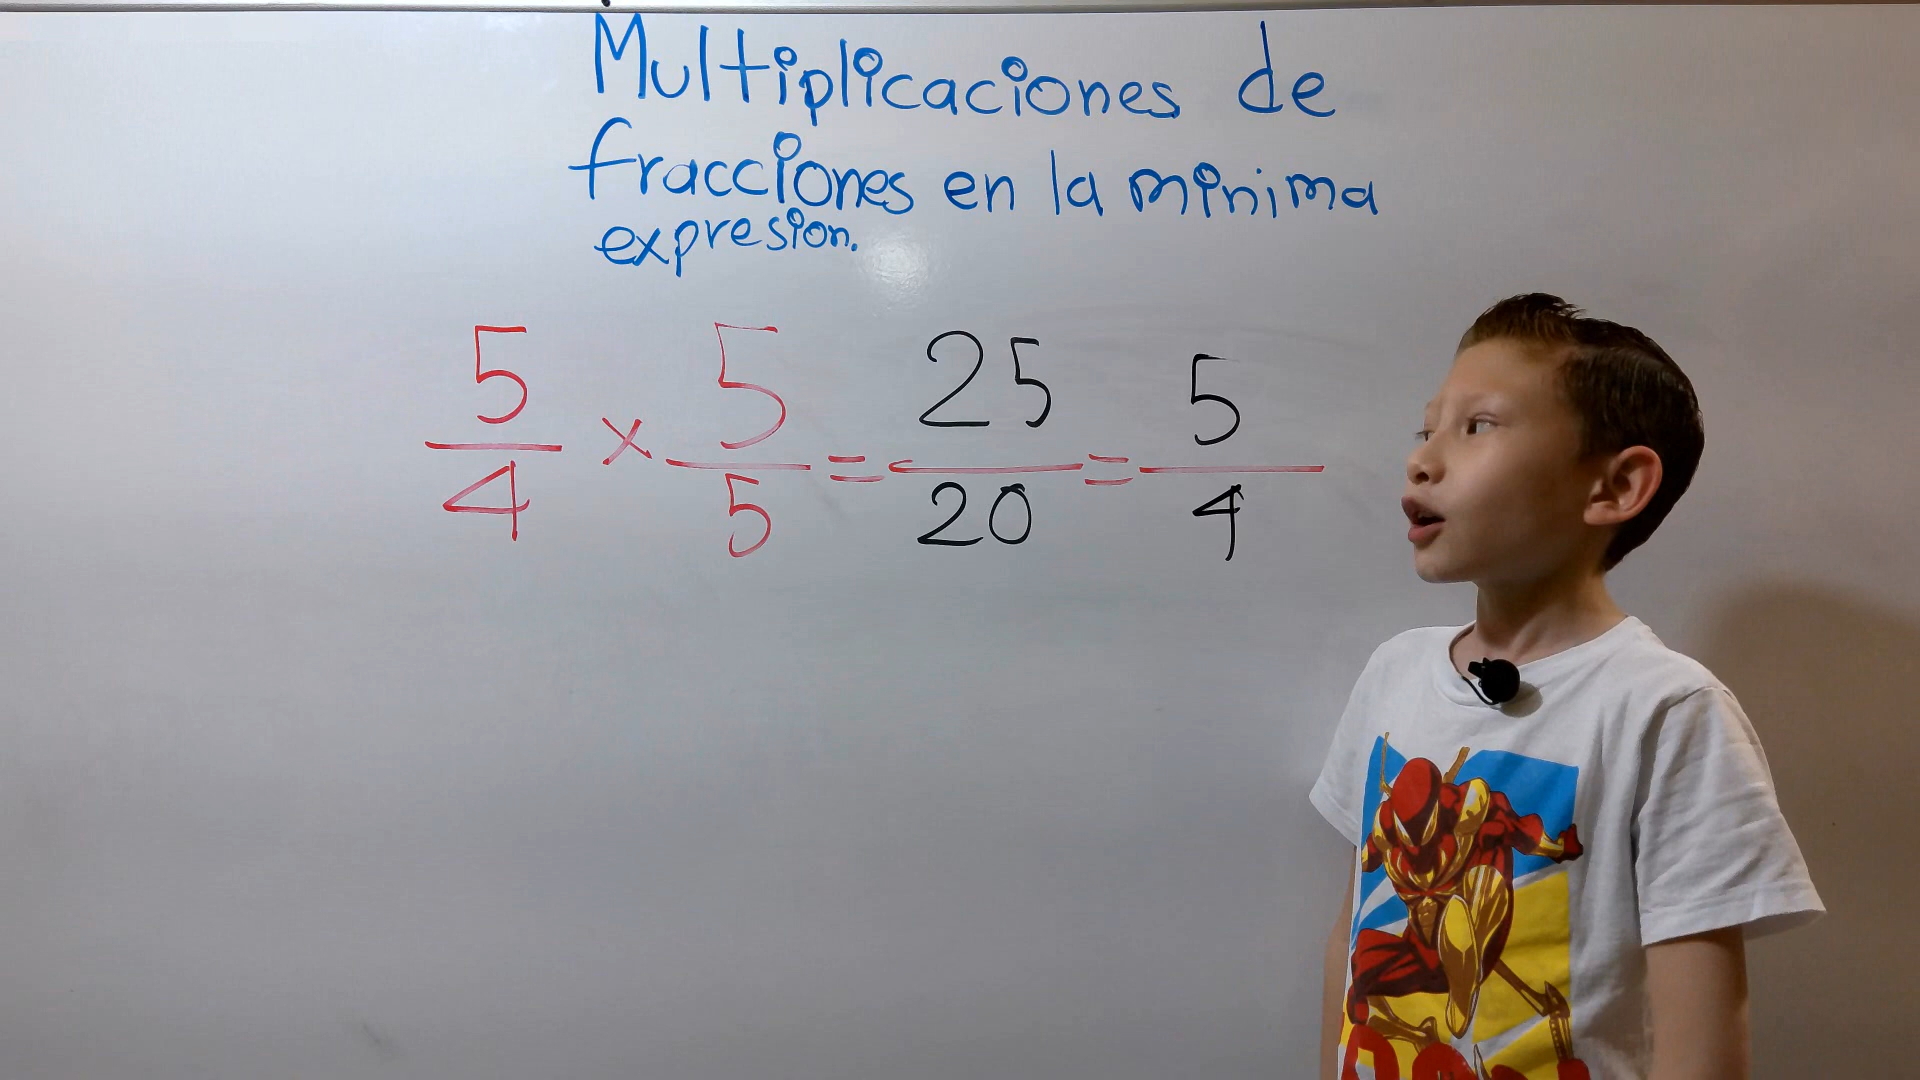 Multiplicaciones de
fracciones en la minima
expresion.
5/4 × 5/5 = 25/20 = 5/4